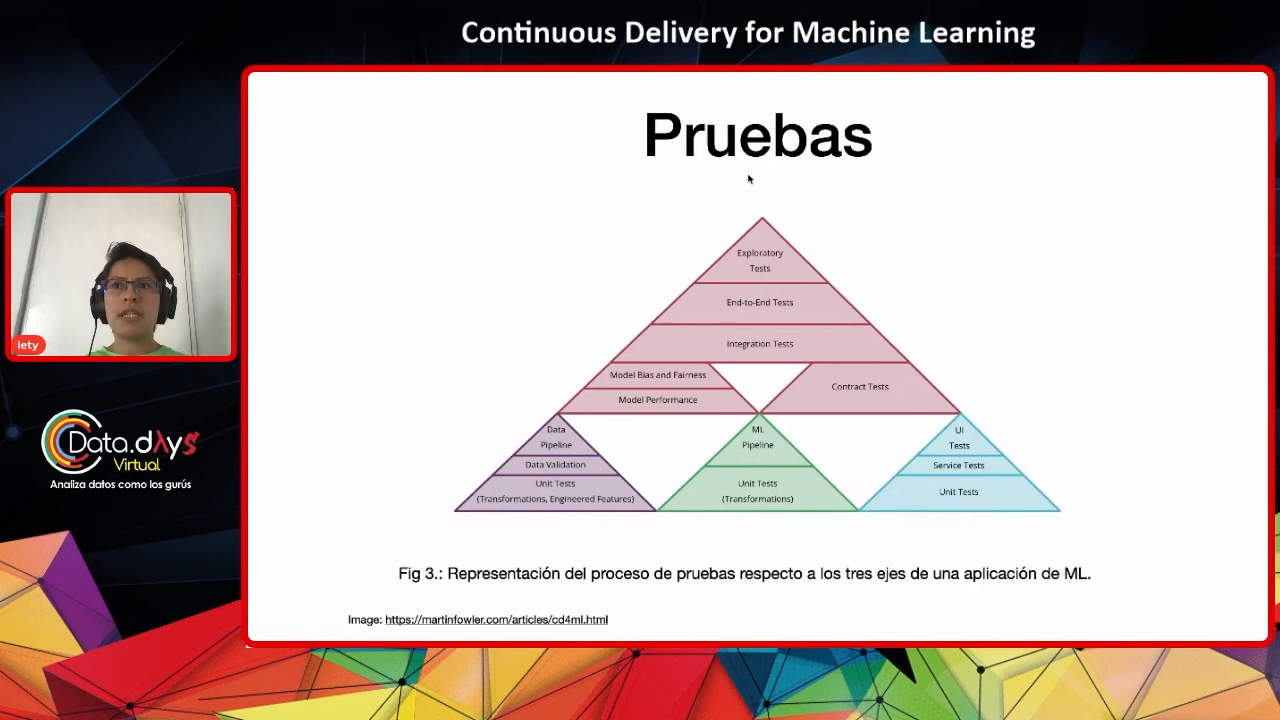 Continuous Delivery for Machine Learning
Pruebas
Exploratory
Tests
End-to-End Tests
Integration Tests
Model Bias and Fairness
Model Performance
Contract Tests
Data
Pipeline
Data Validation
Unit Tests
(Transformations, Engineered Features)
ML
Pipeline
Unit Tests
(Transformations)
UI
Tests
Service Tests
Unit Tests
Fig 3.: Representación del proceso de pruebas respecto a los tres ejes de una aplicación de ML.
Image: https://martinfowler.com/articles/cd4ml.html
lety
Data.dAys
Virtual
Analiza datos como los gurús